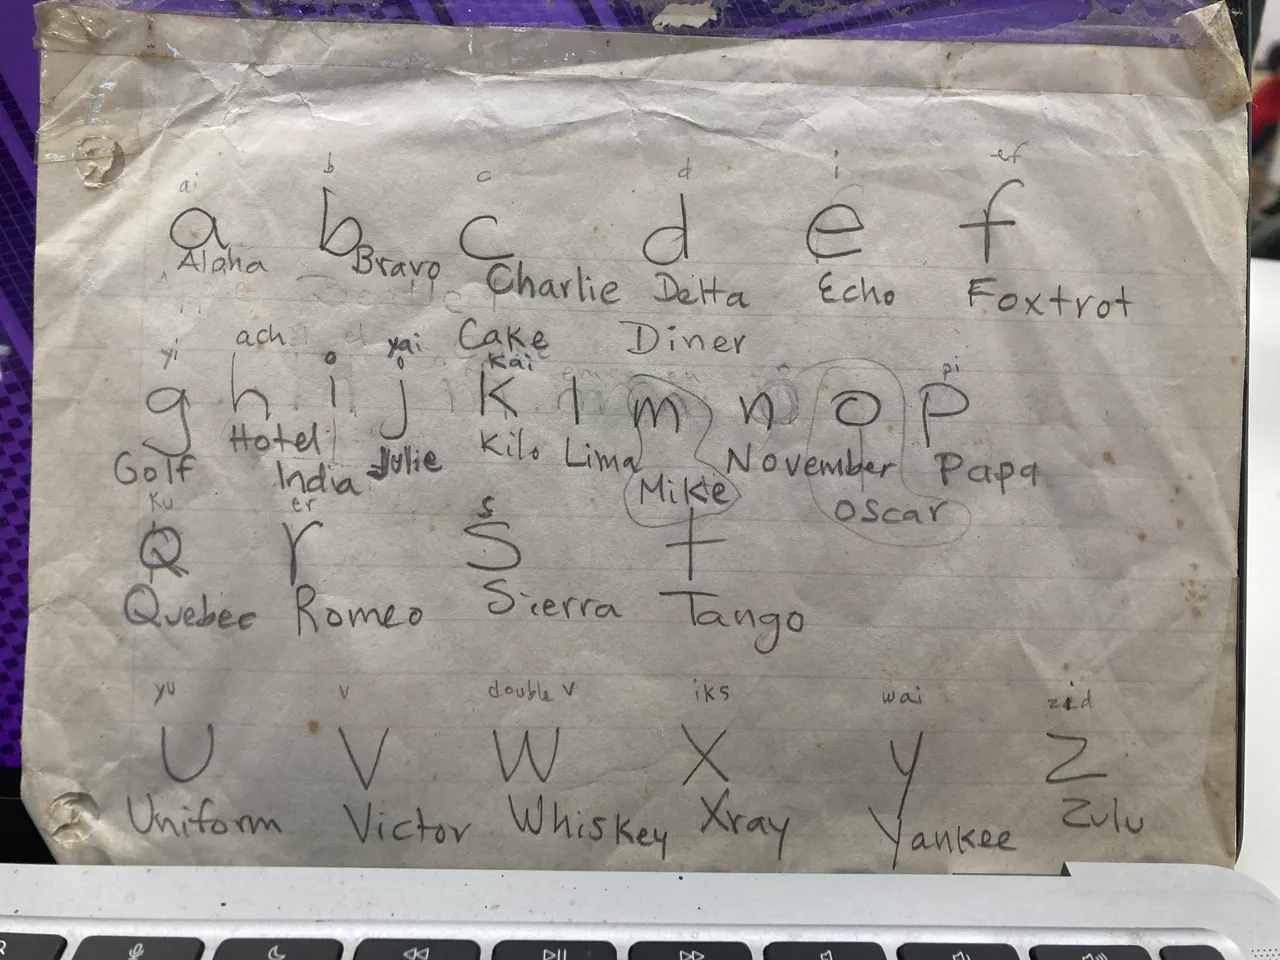 ai b c d i ef
a b c d e f
Alpha Bravo Charlie Delta Echo Foxtrot
Cake Diner
yi ach yai kai pi
g h i j k l m n o p
Golf Hotel India Julie Kilo Lima Mike November Oscar Papa
ku er s
Q r S t
Quebec Romeo Sierra Tango
yu v double v iks wai
U V W X y Z
Uniform Victor Whiskey Xray Yankee Zulu